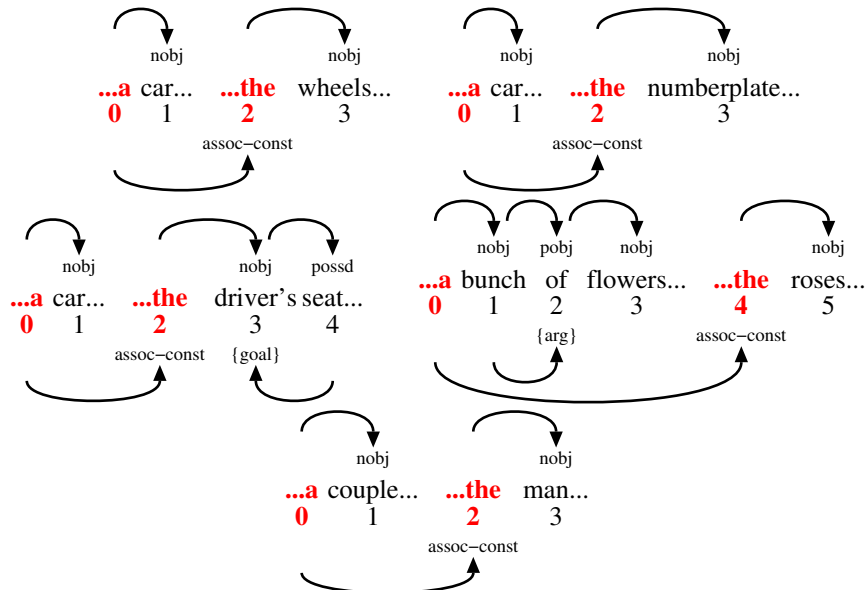 nobj nobj nobj nobj
...a car... ...the wheels... ...a car... ...the numberplate...
0 1 2 3 0 1 2 3
assoc−const assoc−const
nobj nobj possd nobj pobj nobj nobj
...a car... ...the driver's seat... ...a bunch of flowers... ...the roses...
0 1 2 3 4 0 1 2 3 4 5
assoc−const {goal} {arg} assoc−const
nobj nobj
...a couple... ...the man...
0 1 2 3
assoc−const